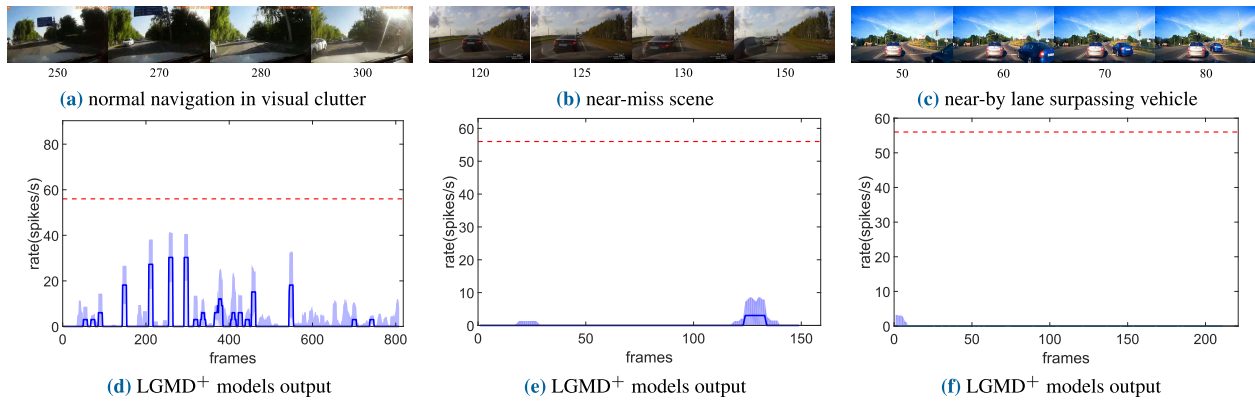 250 270 280 300
120 125 130 150
50 60 70 80
(a) normal navigation in visual clutter
(b) near-miss scene
(c) near-by lane surpassing vehicle
80
60
40
20
0
rate(spikes/s)
0 200 400 600 800
frames
60
50
40
30
20
10
0
rate(spikes/s)
0 50 100 150
frames
60
50
40
30
20
10
0
rate(spikes/s)
0 50 100 150 200
frames
(d) LGMD+ models output
(e) LGMD+ models output
(f) LGMD+ models output